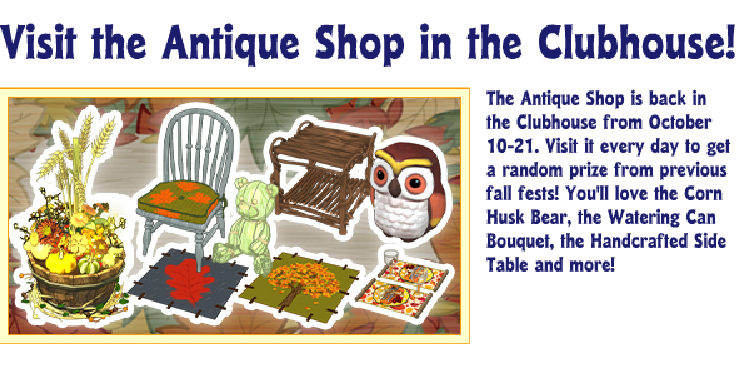 Visit the Antique Shop in the Clubhouse!
The Antique Shop is back in
the Clubhouse from October
10-21. Visit it every day to get
a random prize from previous
fall fests! You'll love the Corn
Husk Bear, the Watering Can
Bouquet, the Handcrafted Side
Table and more!